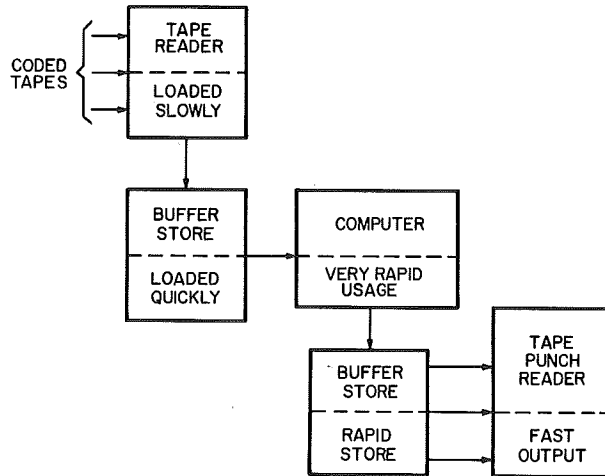 CODED
TAPES
TAPE
READER
LOADED
SLOWLY
BUFFER
STORE
LOADED
QUICKLY
COMPUTER
VERY RAPID
USAGE
BUFFER
STORE
RAPID
STORE
TAPE
PUNCH
READER
FAST
OUTPUT